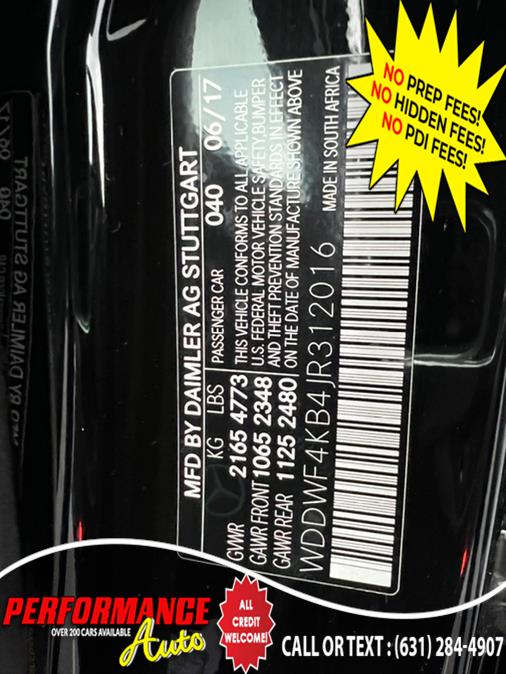 NO PREP FEES!
NO HIDDEN FEES!
NO PDI FEES!
MFD BY DAIMLER AG STUTTGART
KG LBS PASSENGER CAR 040 06/17
GVWR 2165 4773
GAWR FRONT 1065 2348
GAWR REAR 1125 2480
THIS VEHICLE CONFORMS TO ALL APPLICABLE
U.S. FEDERAL MOTOR VEHICLE SAFETY, BUMPER
AND THEFT PREVENTION STANDARDS IN EFFECT
ON THE DATE OF MANUFACTURE SHOWN ABOVE
WDDWF4KB4JR312016 MADE IN SOUTH AFRICA
PERFORMANCE
OVER 200 CARS AVAILABLE
Auto
ALL
CREDIT
WELCOME!
CALL OR TEXT : (631) 284-4907